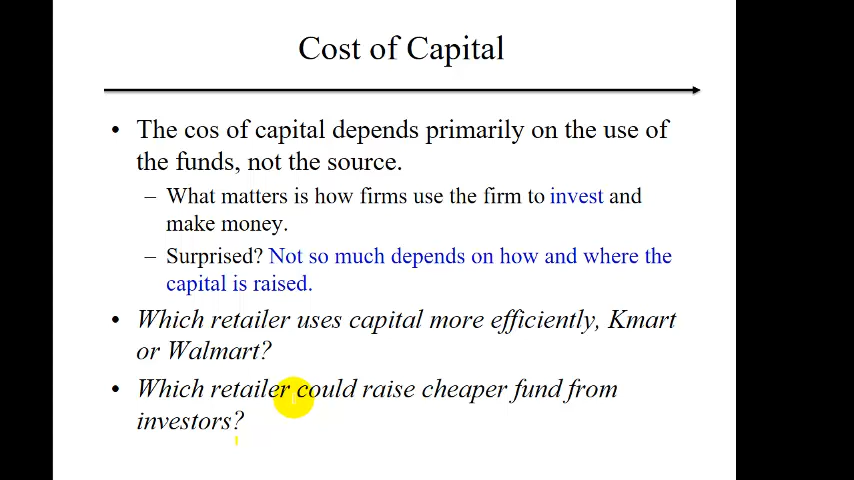 Cost of Capital
• The cos of capital depends primarily on the use of
the funds, not the source.
– What matters is how firms use the firm to invest and
make money.
– Surprised? Not so much depends on how and where the
capital is raised.
• Which retailer uses capital more efficiently, Kmart
or Walmart?
• Which retailer could raise cheaper fund from
investors?